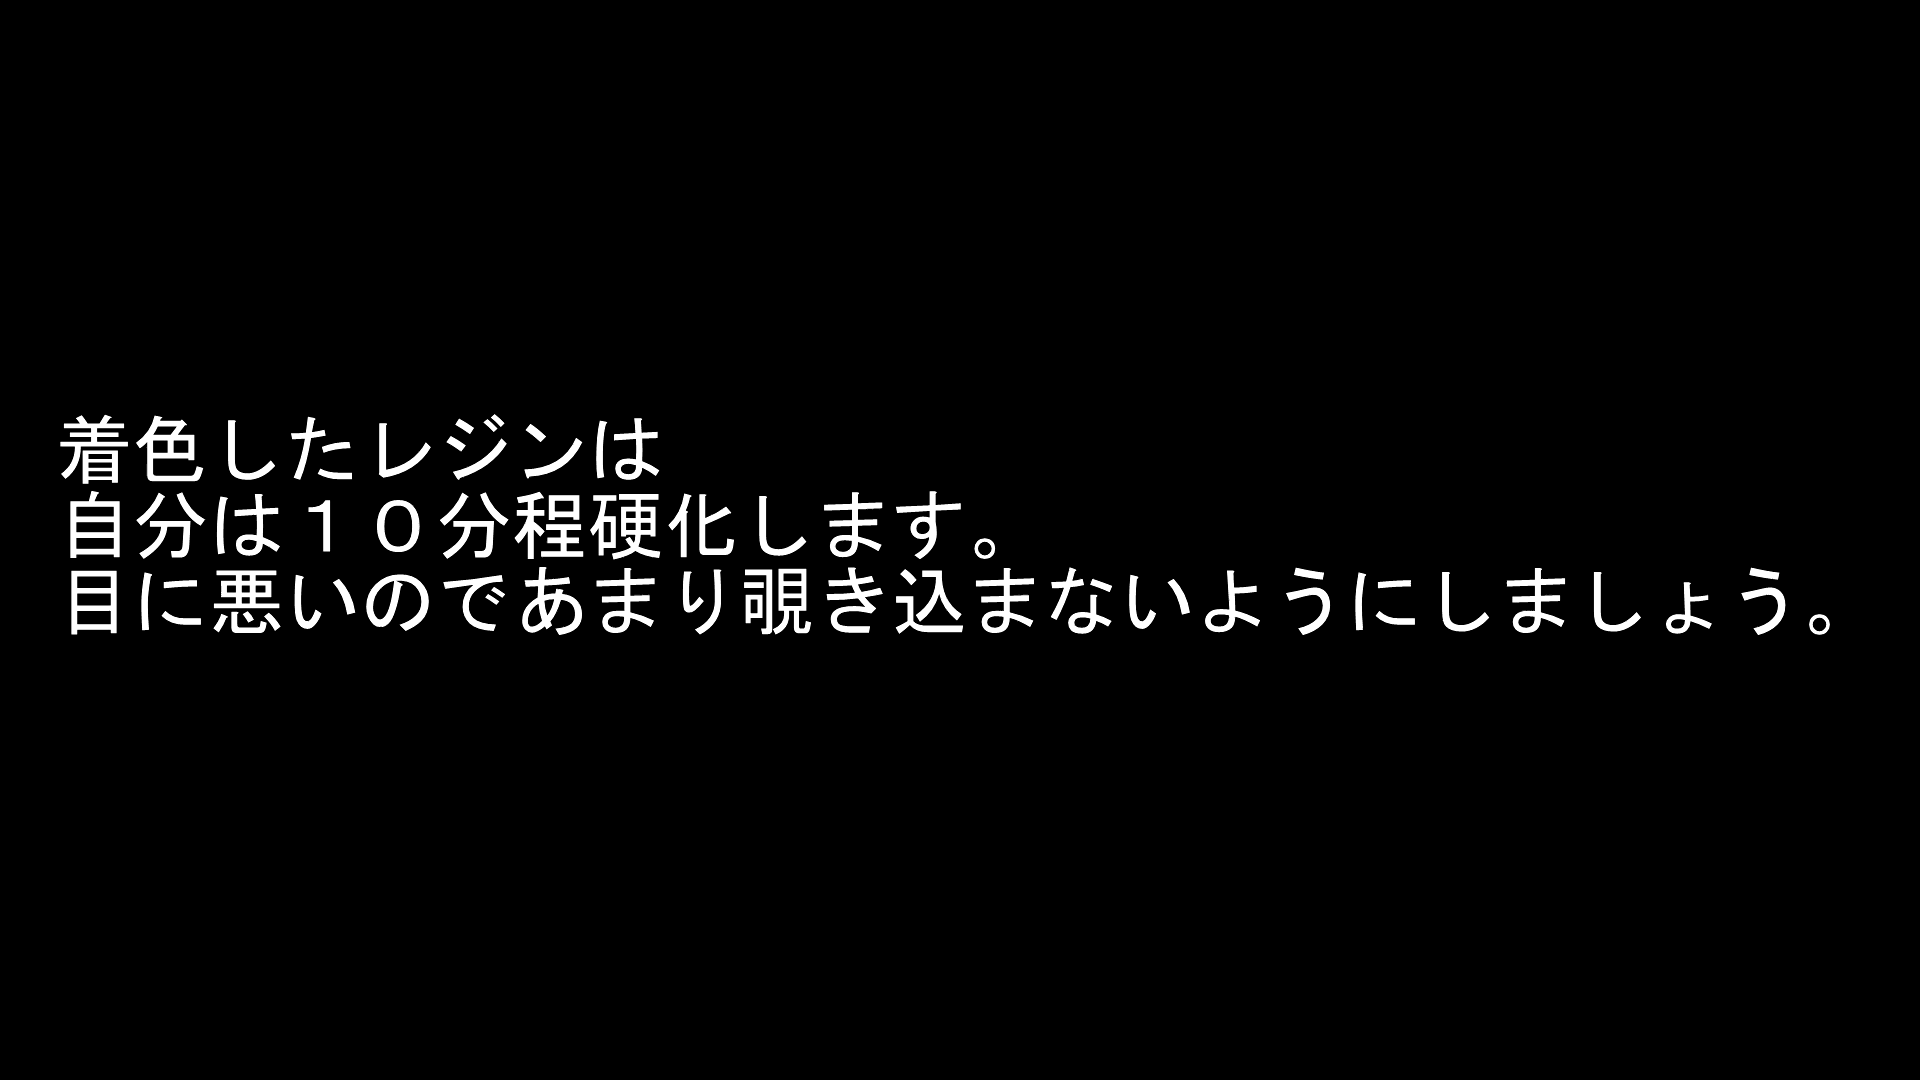 着色したレジンは
自分は１０分程硬化します。
目に悪いのであまり覗き込まないようにしましょう。